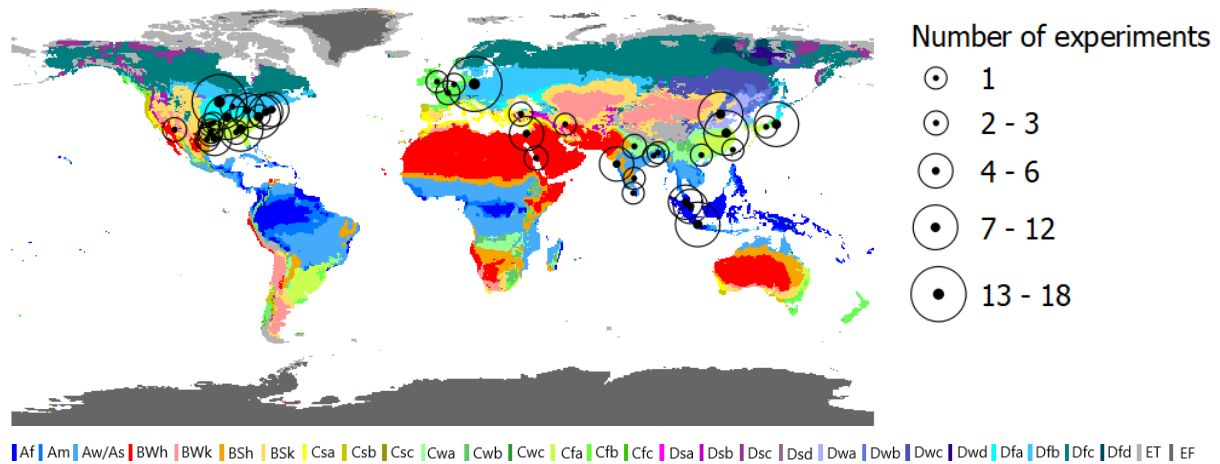 Number of experiments
1
2 - 3
4 - 6
7 - 12
13 - 18
Af Am Aw/As BWh BWk BSh BSk Csa Csb Csc Cwa Cwb Cwc Cfa Cfb Cfc Dsa Dsb Dsc Dsd Dwa Dwb Dwc Dwd Dfa Dfb Dfc Dfd ET EF